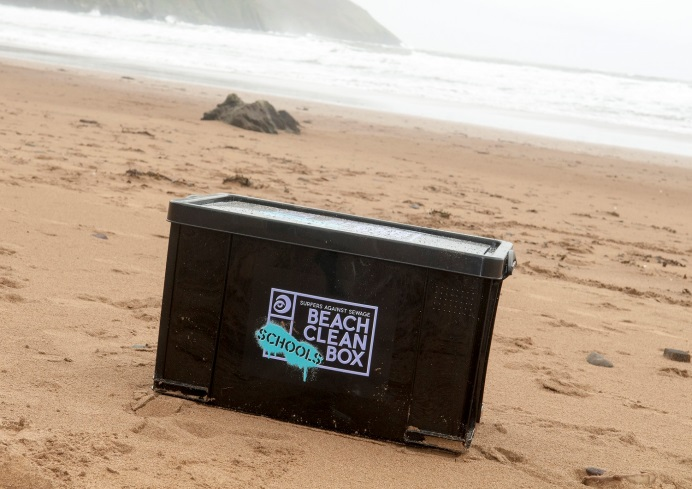 SURFERS AGAINST SEWAGE
BEACH
CLEAN
BOX
SCHOOLS